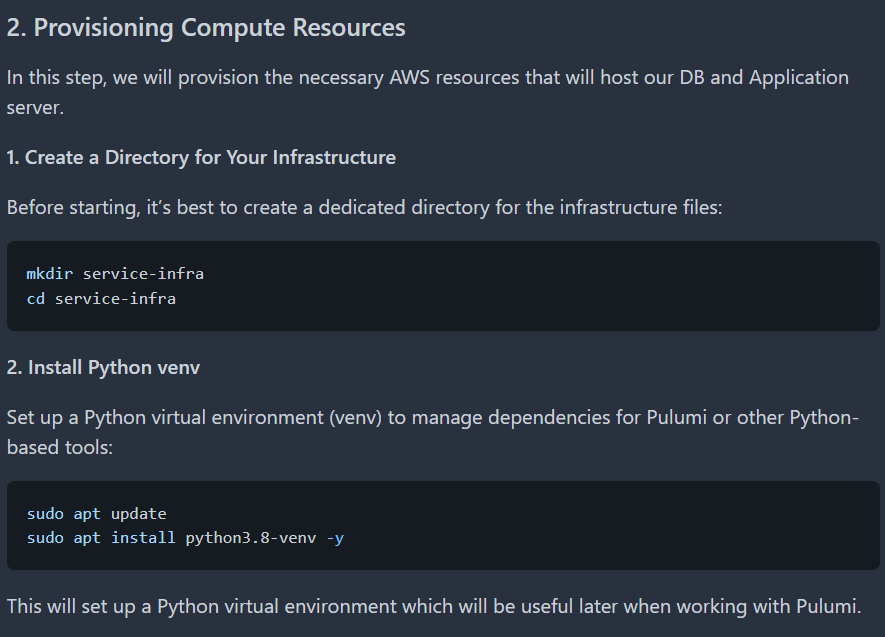 2. Provisioning Compute Resources
In this step, we will provision the necessary AWS resources that will host our DB and Application
server.
1. Create a Directory for Your Infrastructure
Before starting, it’s best to create a dedicated directory for the infrastructure files:
mkdir service-infra
cd service-infra
2. Install Python venv
Set up a Python virtual environment (venv) to manage dependencies for Pulumi or other Python-
based tools:
sudo apt update
sudo apt install python3.8-venv -y
This will set up a Python virtual environment which will be useful later when working with Pulumi.